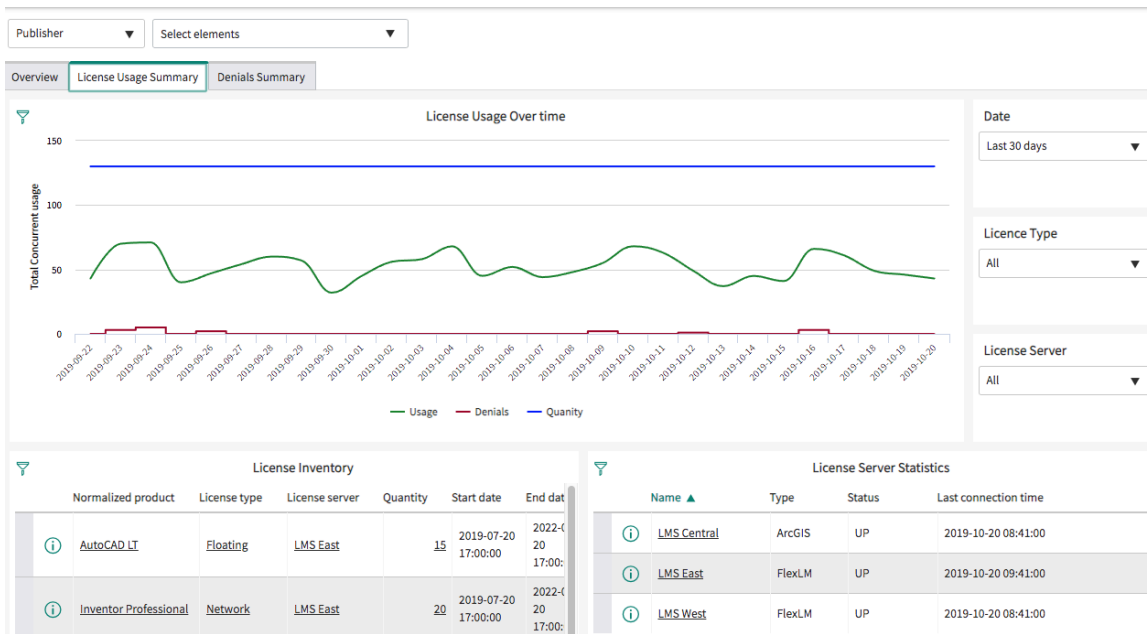 Publisher
Select elements
Overview
License Usage Summary
Denials Summary
License Usage Over time
Total Concurrent usage
150
100
50
0
2019-09-22
2019-09-23
2019-09-24
2019-09-25
2019-09-26
2019-09-27
2019-09-28
2019-09-29
2019-09-30
2019-10-01
2019-10-02
2019-10-03
2019-10-04
2019-10-05
2019-10-06
2019-10-07
2019-10-08
2019-10-09
2019-10-10
2019-10-11
2019-10-12
2019-10-13
2019-10-14
2019-10-15
2019-10-16
2019-10-17
2019-10-18
2019-10-19
2019-10-20
Usage Denials Quanity
Date
Last 30 days
Licence Type
All
License Server
All
License Inventory
Normalized product License type License server Quantity Start date End dat
AutoCAD LT Floating LMS East 15 2019-07-20 17:00:00 2022-0 20 17:00:
Inventor Professional Network LMS East 20 2019-07-20 17:00:00 2022-0 20 17:00:
License Server Statistics
Name ▲ Type Status Last connection time
LMS Central ArcGIS UP 2019-10-20 08:41:00
LMS East FlexLM UP 2019-10-20 09:41:00
LMS West FlexLM UP 2019-10-20 08:41:00